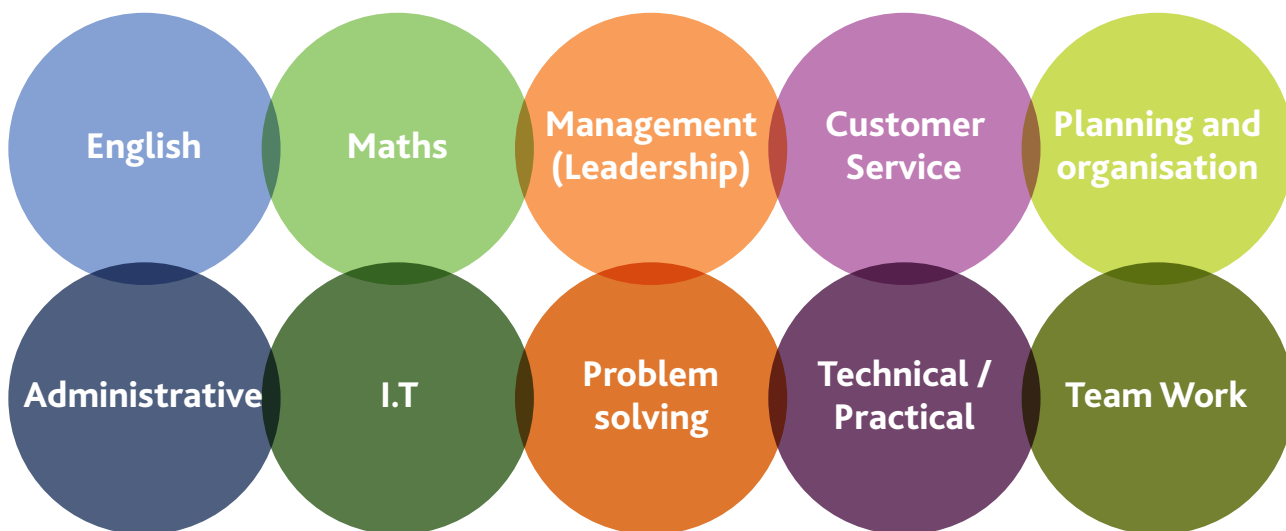 English
Maths
Management
(Leadership)
Customer
Service
Planning and
organisation
Administrative
I.T
Problem
solving
Technical /
Practical
Team Work